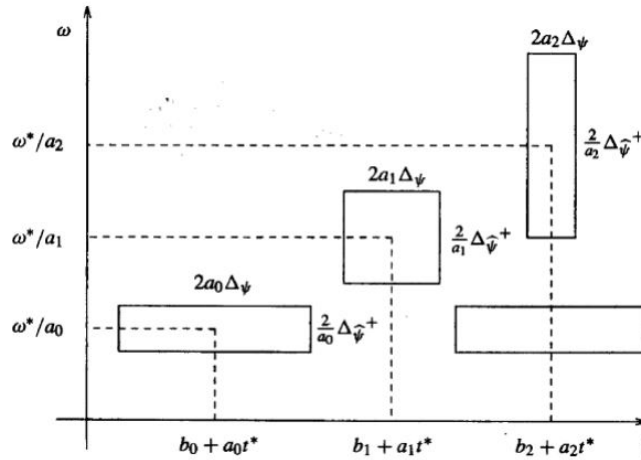 ω
2a₂Δ_ψ
ω*/a₂
2/a₂ Δ_ψ̂⁺
2a₁Δ_ψ
ω*/a₁
2/a₁ Δ_ψ̂⁺
2a₀Δ_ψ
ω*/a₀
2/a₀ Δ_ψ̂⁺
b₀ + a₀t* b₁ + a₁t* b₂ + a₂t*